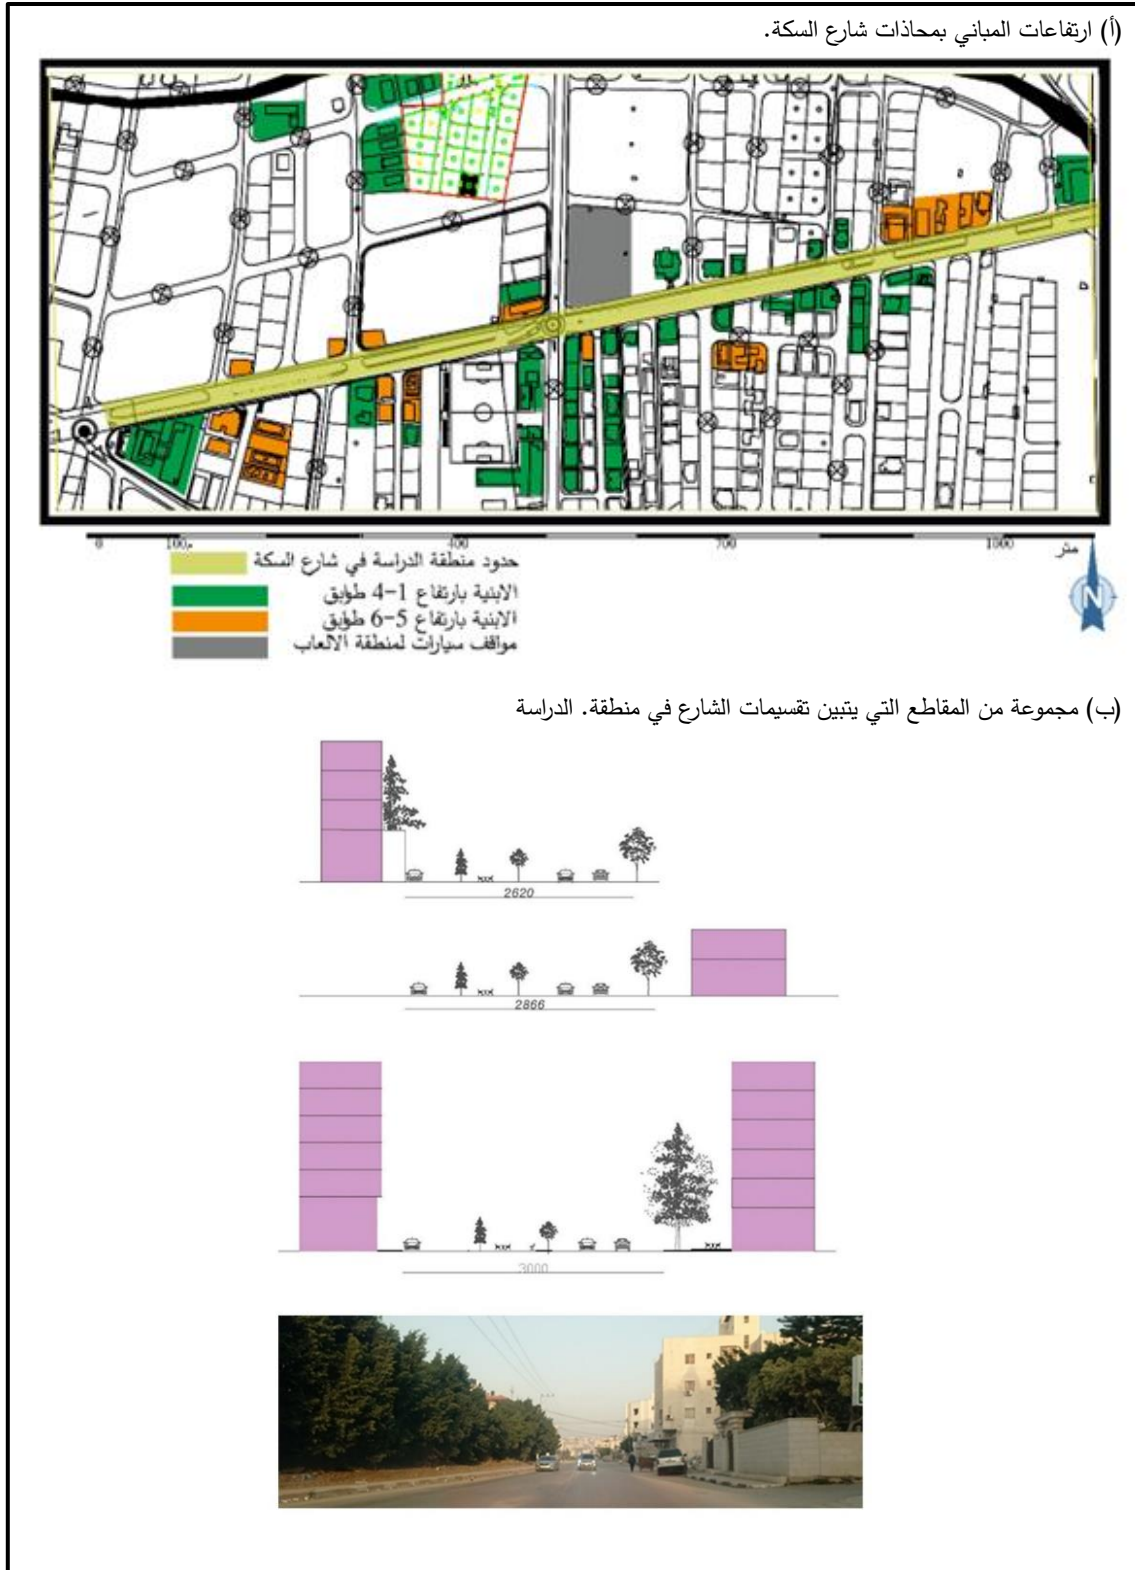 (أ) ارتفاعات المباني بمحاذات شارع السكة.
0 100م 400 700 1000 متر
حدود منطقة الدراسة في شارع السكة
الابنية بارتفاع 1-4 طوابق
الابنية بارتفاع 5-6 طوابق
مواقف سيارات لمنطقة الالعاب
N
(ب) مجموعة من المقاطع التي يتبين تقسيمات الشارع في منطقة. الدراسة
2620
2866
3000